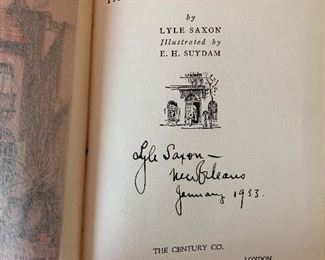 by
LYLE SAXON
Illustrated by
E. H. SUYDAM
Lyle Saxon —
New Orleans
January 1933.
THE CENTURY CO.
LONDON